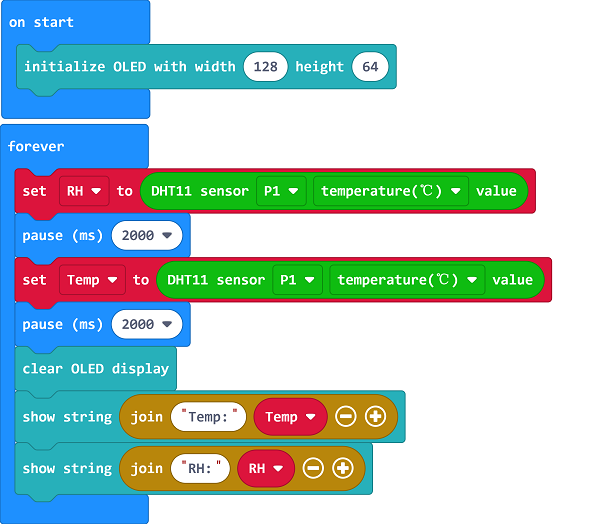 on start
initialize OLED with width 128 height 64
forever
set RH to DHT11 sensor P1 temperature(℃) value
pause (ms) 2000
set Temp to DHT11 sensor P1 temperature(℃) value
pause (ms) 2000
clear OLED display
show string join "Temp:" Temp
show string join "RH:" RH